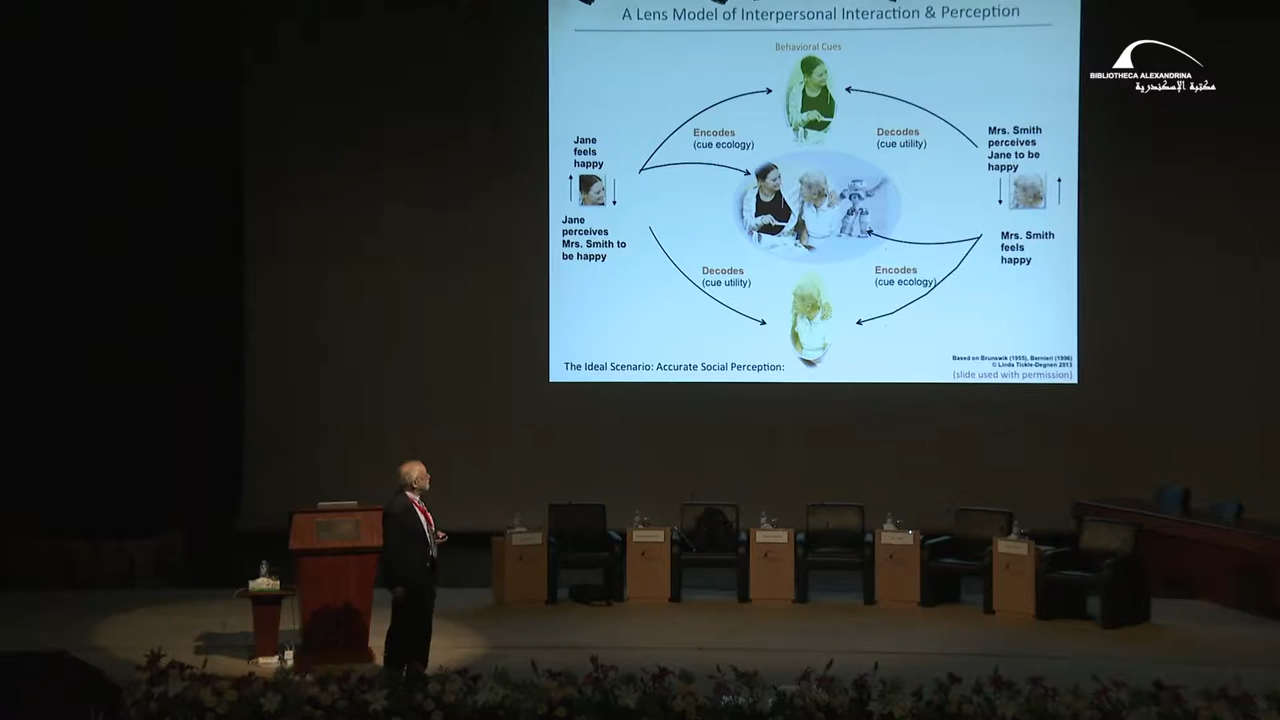 A Lens Model of Interpersonal Interaction & Perception
BIBLIOTHECA ALEXANDRINA
مكتبة الإسكندرية
Behavioral Cues
Encodes
(cue ecology)
Decodes
(cue utility)
Jane
feels
happy
Mrs. Smith
perceives
Jane to be
happy
Jane
perceives
Mrs. Smith to
be happy
Mrs. Smith
feels
happy
Decodes
(cue utility)
Encodes
(cue ecology)
The Ideal Scenario: Accurate Social Perception:
Based on Brunswik (1955), Bernieri (1996)
© Linda Tickle-Degnen 2013
(slide used with permission)